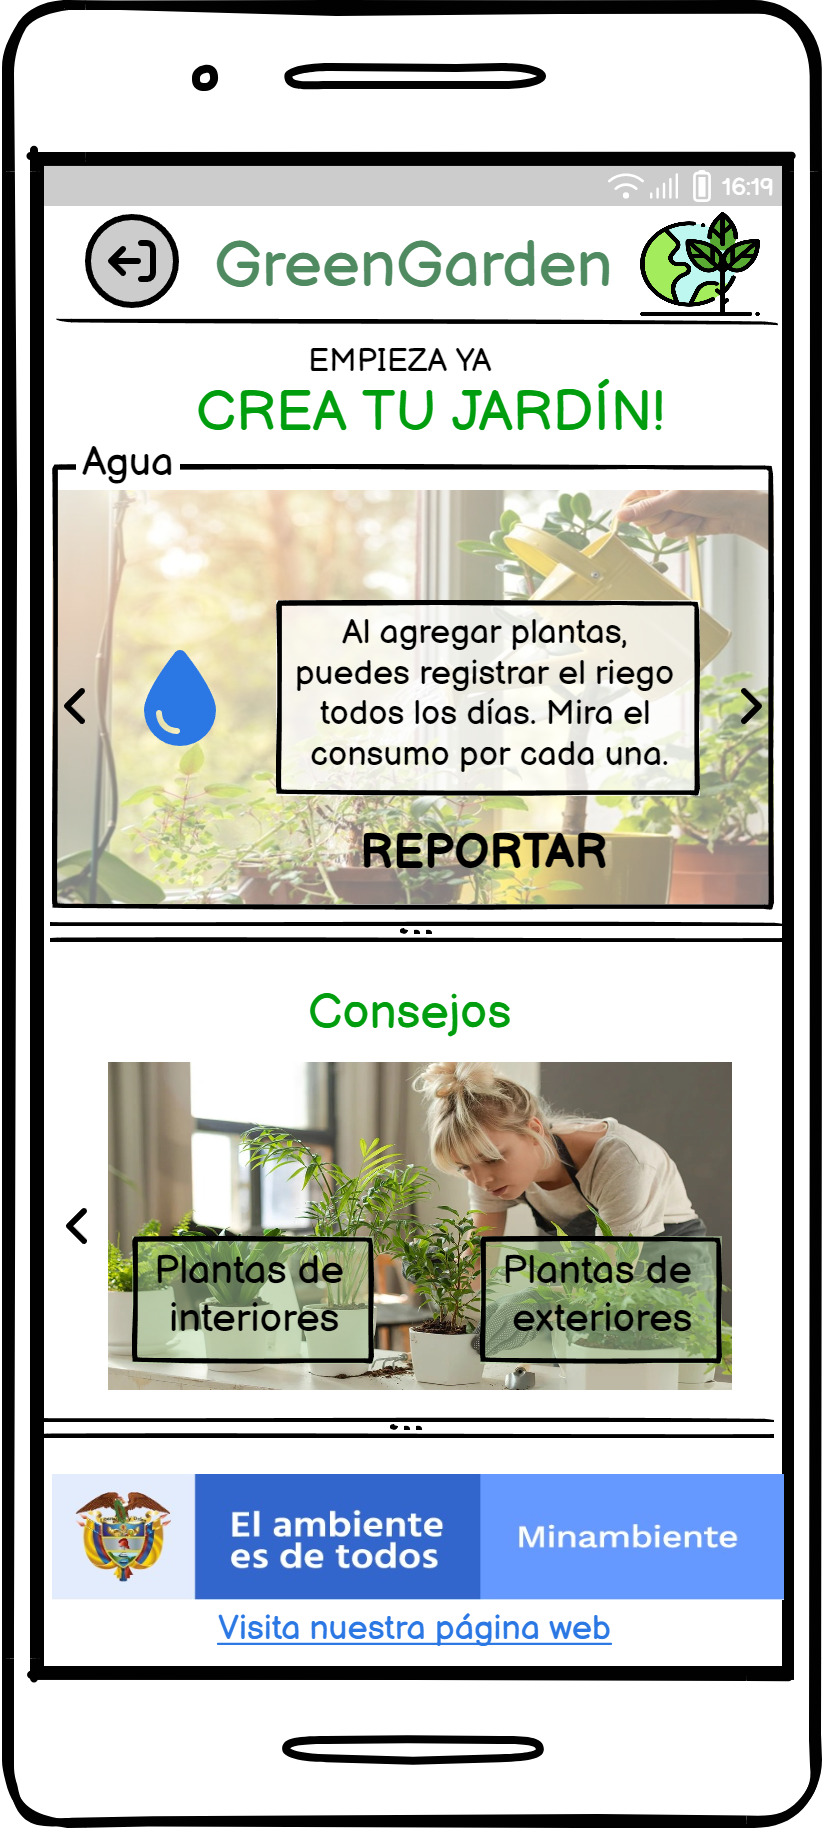 16:19
GreenGarden
EMPIEZA YA
CREA TU JARDÍN!
Agua
Al agregar plantas,
puedes registrar el riego
todos los días. Mira el
consumo por cada una.
REPORTAR
Consejos
Plantas de
interiores
Plantas de
exteriores
El ambiente
es de todos
Minambiente
Visita nuestra página web